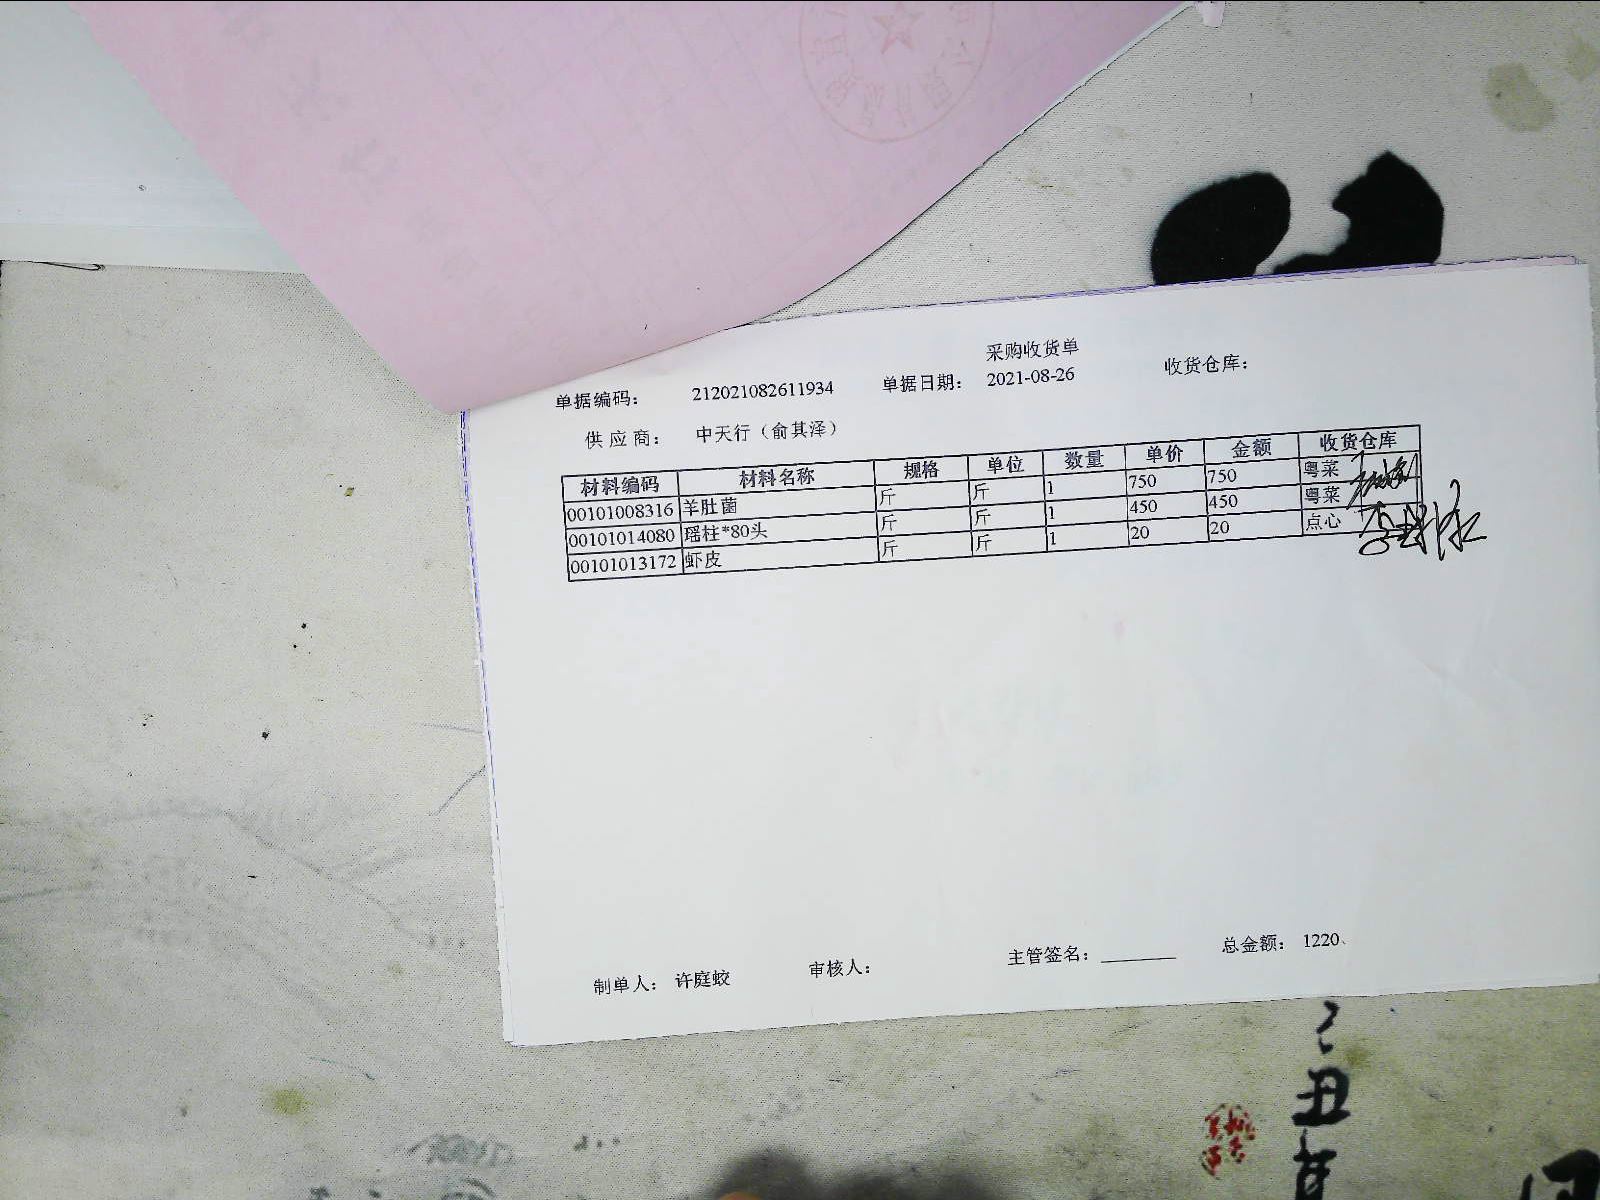 采购收货单
单据编码： 212021082611934 单据日期： 2021-08-26 收货仓库：
供应商： 中天行（俞其泽）
材料编码 材料名称 规格 单位 数量 单价 金额 收货仓库
00101008316 羊肚菌 斤 斤 1 750 750 粤菜
00101014080 瑶柱*80头 斤 斤 1 450 450 粤菜
00101013172 虾皮 斤 斤 1 20 20 点心
制单人： 许庭蛟 审核人： 主管签名： 总金额： 1220
丑
年